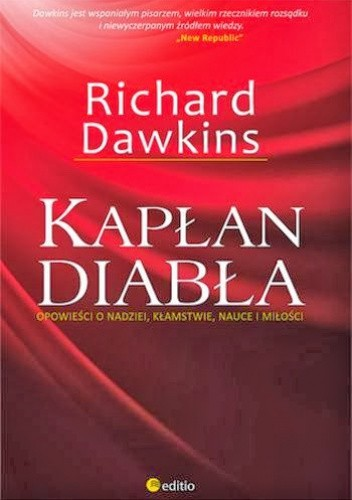 Dawkins jest wspaniałym pisarzem, wielkim rzecznikiem rozsądku
i niewyczerpanym źródłem wiedzy.
„New Republic”
Richard
Dawkins
KAPŁAN
DIABŁA
OPOWIEŚCI O NADZIEI, KŁAMSTWIE, NAUCE I MIŁOŚCI
editio